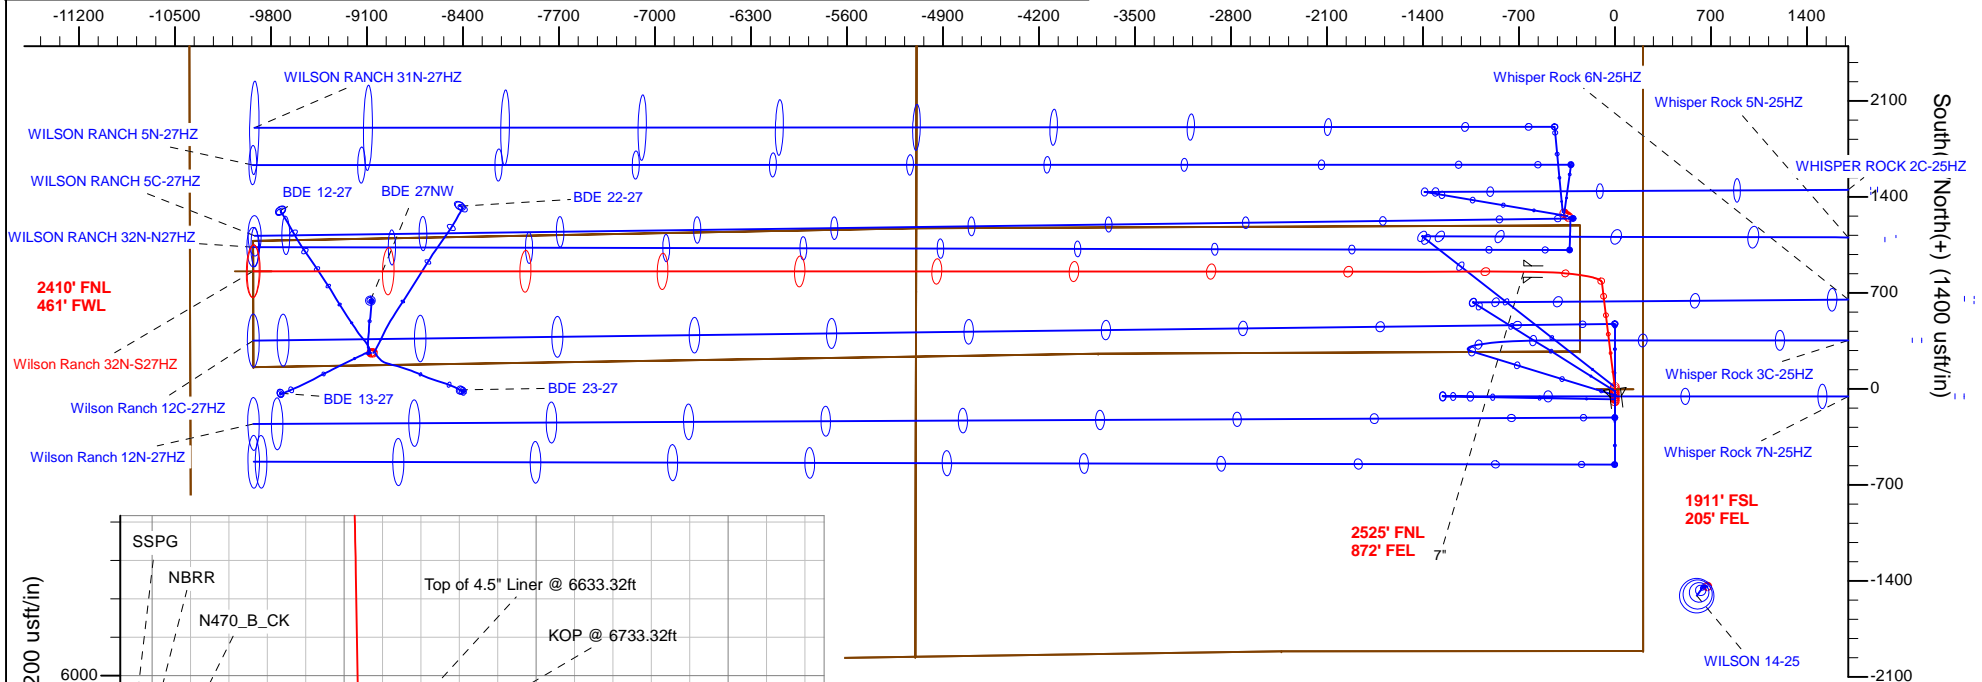 -11200 -10500 -9800 -9100 -8400 -7700 -7000 -6300 -5600 -4900 -4200 -3500 -2800 -2100 -1400 -700 0 700 1400
WILSON RANCH 31N-27HZ
Whisper Rock 6N-25HZ
Whisper Rock 5N-25HZ
2100
WILSON RANCH 5N-27HZ
WHISPER ROCK 2C-25HZ
WILSON RANCH 5C-27HZ
BDE 12-27
BDE 27NW
BDE 22-27
1400
WILSON RANCH 32N-N27HZ
2410' FNL
461' FWL
700
Wilson Ranch 32N-S27HZ
Whisper Rock 3C-25HZ
0
BDE 23-27
BDE 13-27
Wilson Ranch 12C-27HZ
Wilson Ranch 12N-27HZ
Whisper Rock 7N-25HZ
-700
1911' FSL
205' FEL
2525' FNL
872' FEL
7"
-1400
WILSON 14-25
-2100
North(+) (1400 usft/in)
SSPG
NBRR
N470_B_CK
Top of 4.5" Liner @ 6633.32ft
KOP @ 6733.32ft
6000
200 usft/in)